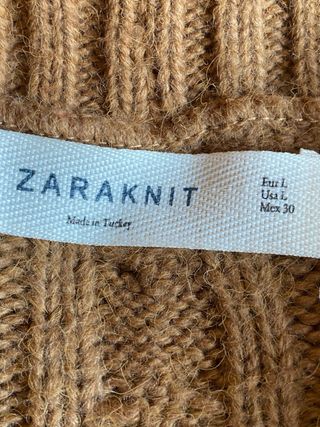 ZARAKNIT
Made in Turkey
Eur L
Usa L
Mex 30